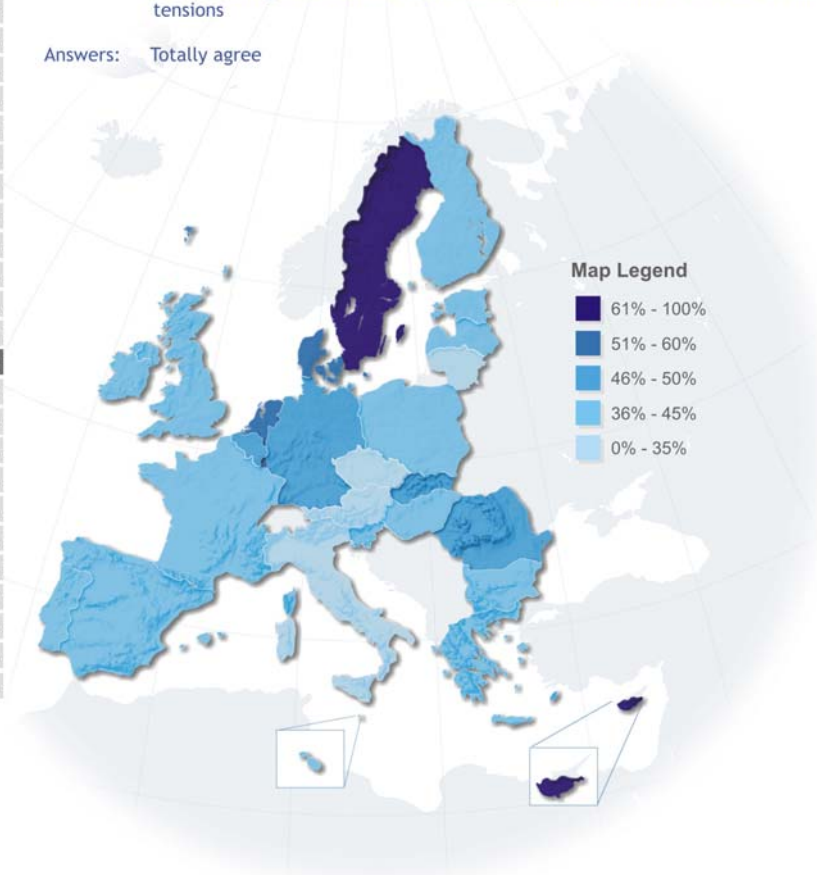 tensions
Answers: Totally agree
Map Legend
61% - 100%
51% - 60%
46% - 50%
36% - 45%
0% - 35%